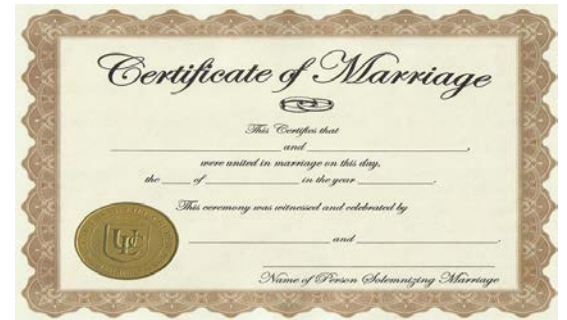 Certificate of Marriage
This Certifies that
and ,
were united in marriage on this day,
the of in the year .
This ceremony was witnessed and celebrated by
and .
Name of Person Solemnizing Marriage